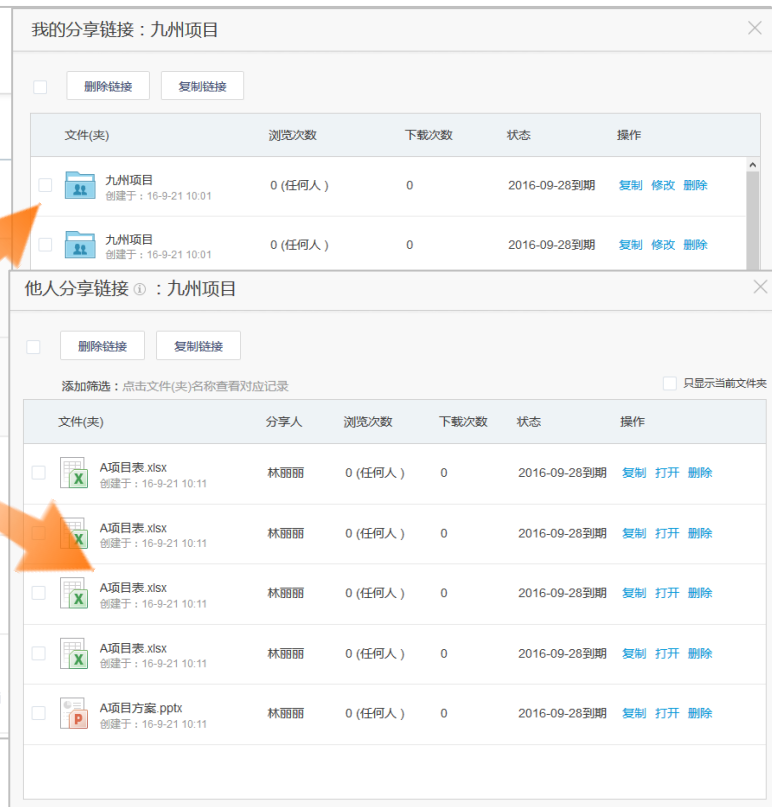 我的分享链接：九州项目
删除链接 复制链接
文件(夹) 浏览次数 下载次数 状态 操作
九州项目
创建于：16-9-21 10:01
0 (任何人 ) 0 2016-09-28到期 复制 修改 删除
九州项目
创建于：16-9-21 10:01
0 (任何人 ) 0 2016-09-28到期 复制 修改 删除
他人分享链接 ：九州项目
删除链接 复制链接
添加筛选：点击文件(夹)名称查看对应记录 只显示当前文件夹
文件(夹) 分享人 浏览次数 下载次数 状态 操作
A项目表.xlsx
创建于：16-9-21 10:11
林丽丽 0 (任何人 ) 0 2016-09-28到期 复制 打开 删除
A项目表.xlsx
创建于：16-9-21 10:11
林丽丽 0 (任何人 ) 0 2016-09-28到期 复制 打开 删除
A项目表.xlsx
创建于：16-9-21 10:11
林丽丽 0 (任何人 ) 0 2016-09-28到期 复制 打开 删除
A项目表.xlsx
创建于：16-9-21 10:11
林丽丽 0 (任何人 ) 0 2016-09-28到期 复制 打开 删除
A项目方案.pptx
创建于：16-9-21 10:11
林丽丽 0 (任何人 ) 0 2016-09-28到期 复制 打开 删除